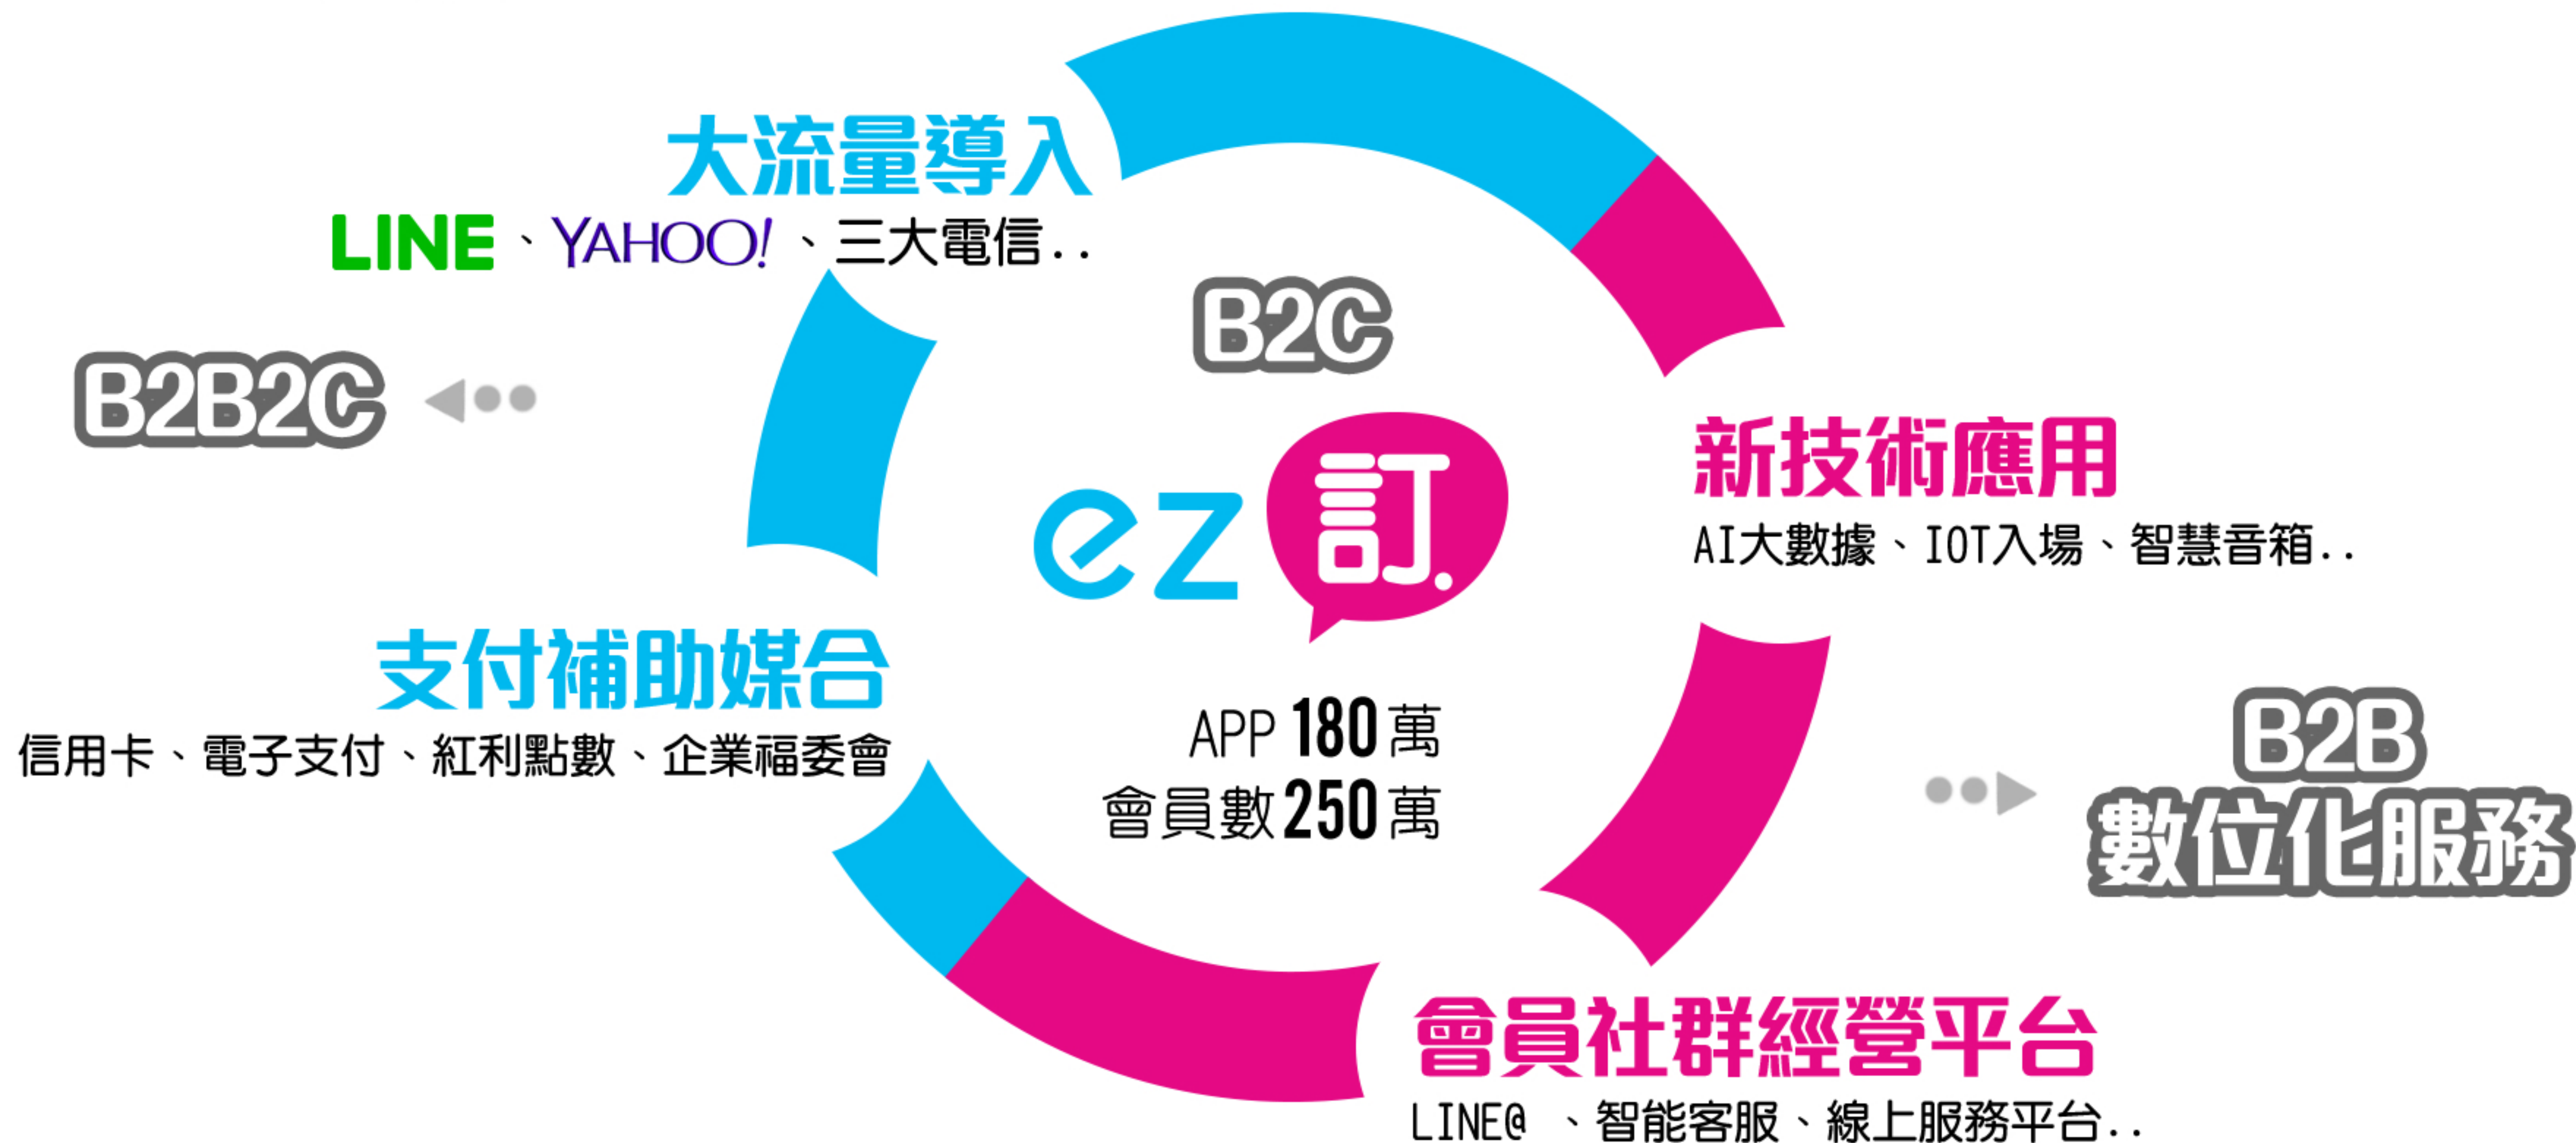 大流量導入
LINE、YAHOO!、三大電信..
B2C
B2B2C
ez訂.
新技術應用
AI大數據、IOT入場、智慧音箱..
支付補助媒合
信用卡、電子支付、紅利點數、企業福委會
APP 180萬
會員數250萬
B2B
數位化服務
會員社群經營平台
LINE@ 、智能客服、線上服務平台..